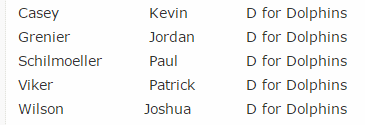 Casey Kevin D for Dolphins
Grenier Jordan D for Dolphins
Schilmoeller Paul D for Dolphins
Viker Patrick D for Dolphins
Wilson Joshua D for Dolphins